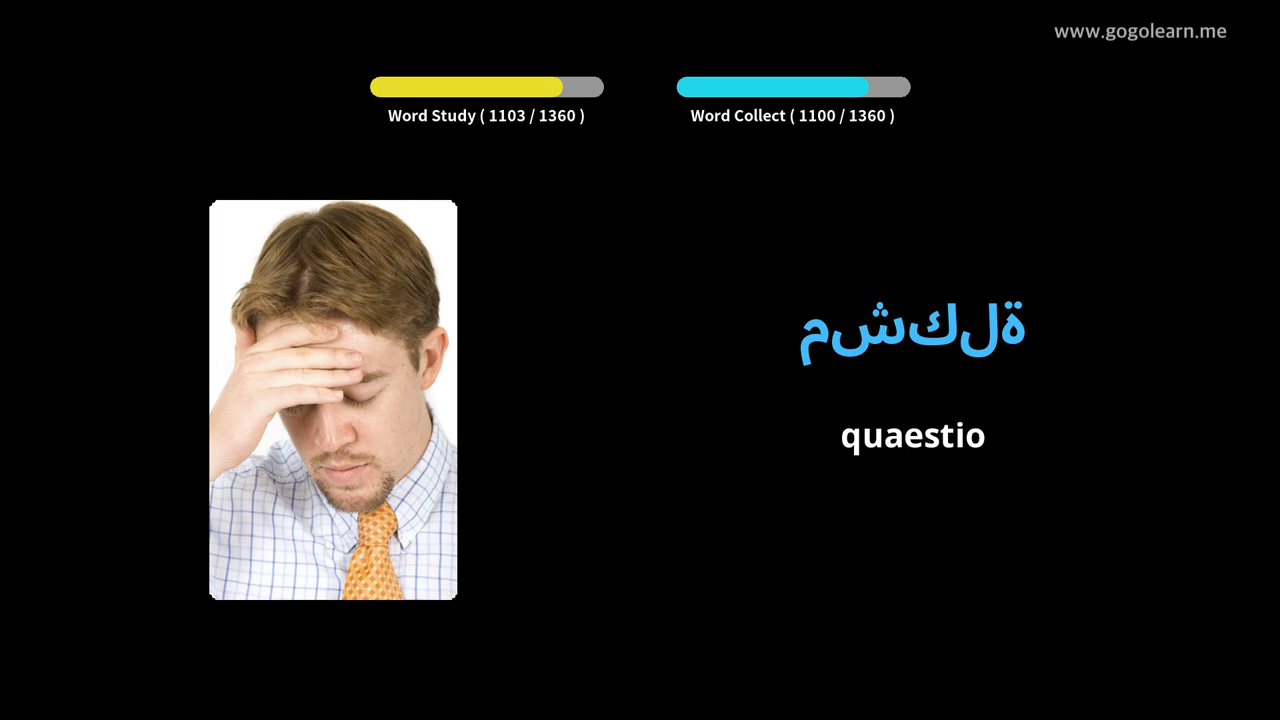 www.gogolearn.me
Word Study ( 1103 / 1360 )
Word Collect ( 1100 / 1360 )
مشكلة
quaestio